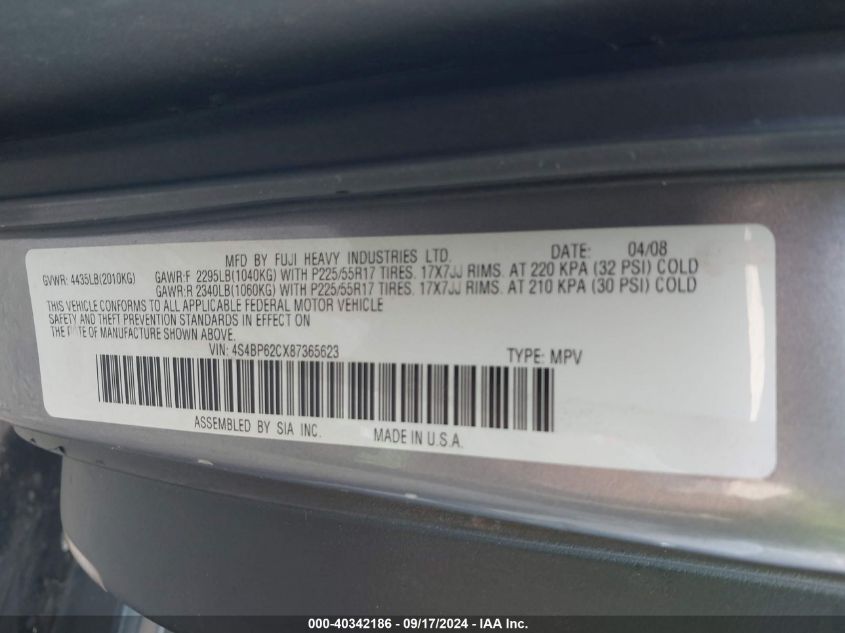 MFD BY FUJI HEAVY INDUSTRIES LTD. DATE: 04/08
GVWR: 4435LB(2010KG) GAWR:F 2295LB(1040KG) WITH P225/55R17 TIRES. 17X7JJ RIMS. AT 220 KPA (32 PSI) COLD
GAWR:R 2340LB(1060KG) WITH P225/55R17 TIRES. 17X7JJ RIMS. AT 210 KPA (30 PSI) COLD
THIS VEHICLE CONFORMS TO ALL APPLICABLE FEDERAL MOTOR VEHICLE
SAFETY AND THEFT PREVENTION STANDARDS IN EFFECT ON
THE DATE OF MANUFACTURE SHOWN ABOVE.
VIN: 4S4BP62CX87365623 TYPE: MPV
ASSEMBLED BY SIA INC. MADE IN U.S.A.
000-40342186 - 09/17/2024 - IAA Inc.